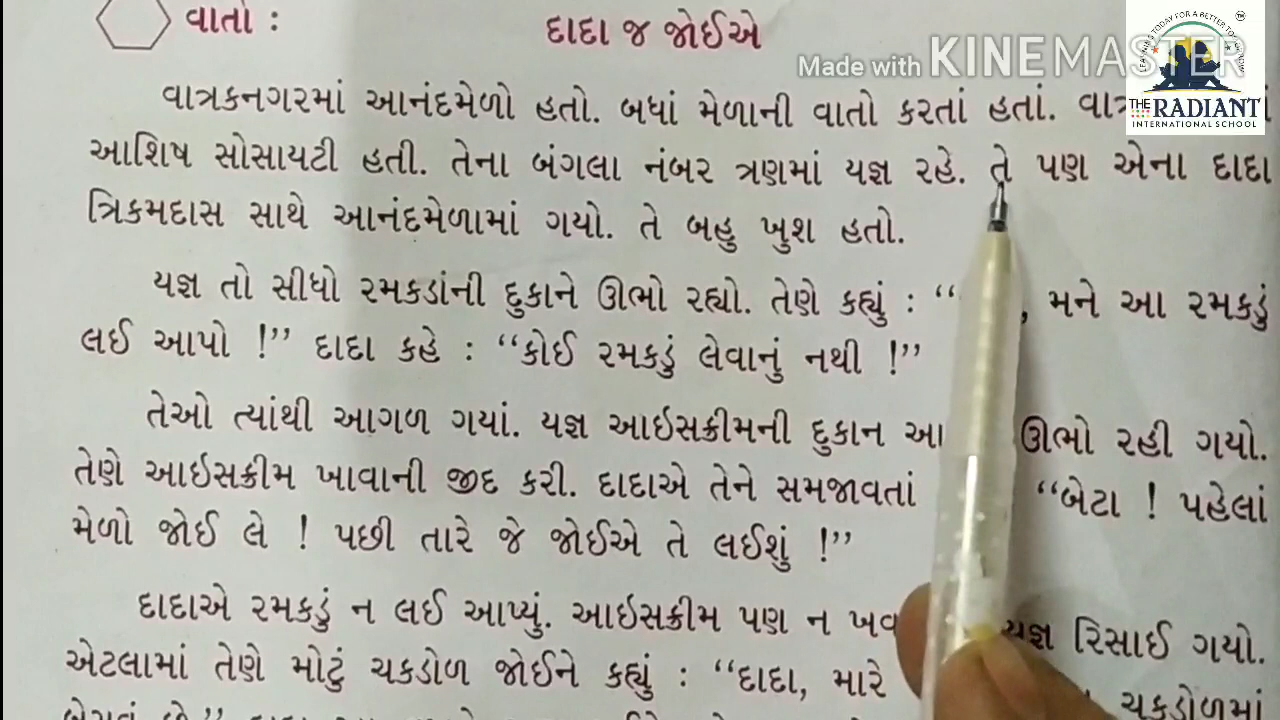 વાર્તા : દાદા જ જોઈએ
Made with KINEMASTER
THE RADIANT
INTERNATIONAL SCHOOL
વાત્રકનગરમાં આનંદમેળો હતો. બધાં મેળાની વાતો કરતાં હતાં.
આશિષ સોસાયટી હતી. તેના બંગલા નંબર ત્રણમાં યજ્ઞ રહે. તે પણ એના દાદા
ત્રિકમદાસ સાથે આનંદમેળામાં ગયો. તે બહુ ખુશ હતો.
યજ્ઞ તો સીધો રમકડાંની દુકાને ઊભો રહ્યો. તેણે કહ્યું : “ , મને આ રમકડું
લઈ આપો !” દાદા કહે : “કોઈ રમકડું લેવાનું નથી !”
તેઓ ત્યાંથી આગળ ગયાં. યજ્ઞ આઇસક્રીમની દુકાન ઊભો રહી ગયો.
તેણે આઇસક્રીમ ખાવાની જીદ કરી. દાદાએ તેને સમજાવતાં “બેટા ! પહેલાં
મેળો જોઈ લે ! પછી તારે જે જોઈએ તે લઈશું !”
દાદાએ રમકડું ન લઈ આપ્યું. આઇસક્રીમ પણ ન યજ્ઞ રિસાઈ ગયો.
એટલામાં તેણે મોટું ચકડોળ જોઈને કહ્યું : “દાદા, મારે ચકડોળમાં